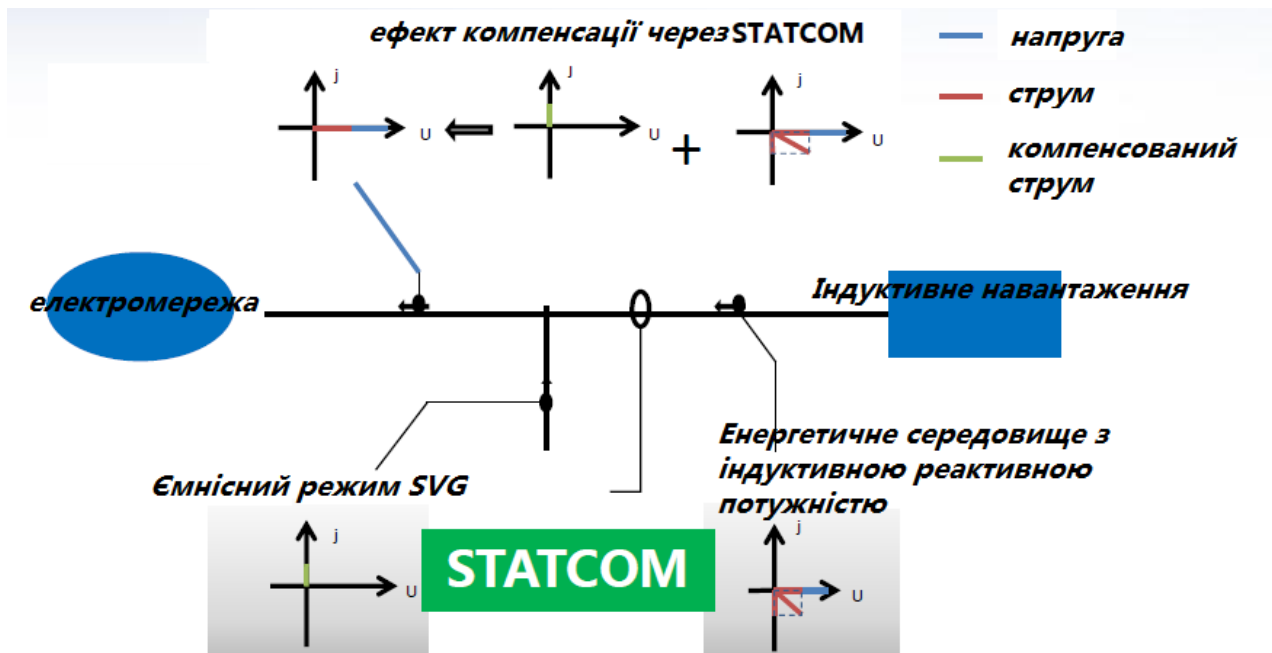 ефект компенсації через STATCOM
напруга
струм
компенсований
струм
j
U
J
U
+
j
U
електромережа
Індуктивне навантаження
Ємнісний режим SVG
Енергетичне середовище з
індуктивною реактивною
потужністю
j
U
STATCOM
j
U